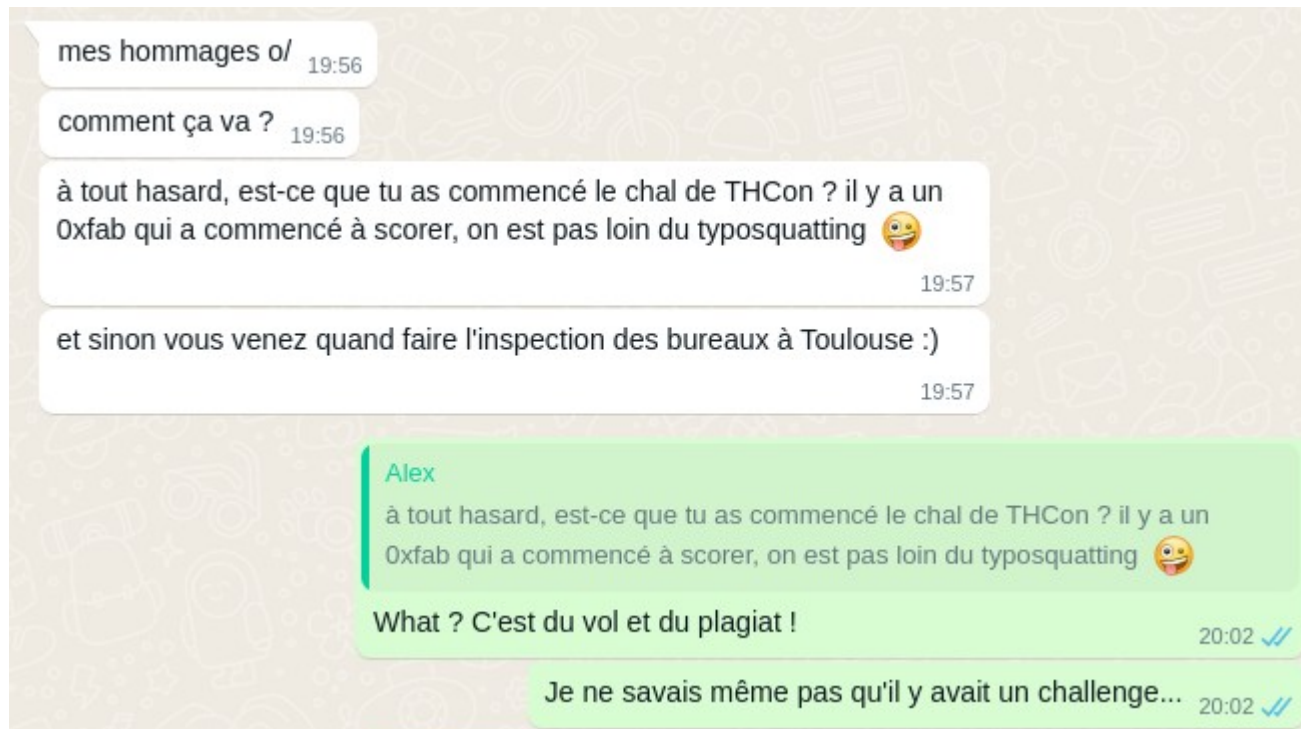 mes hommages o/ 19:56
comment ça va ? 19:56
à tout hasard, est-ce que tu as commencé le chal de THCon ? il y a un
0xfab qui a commencé à scorer, on est pas loin du typosquatting 🤪
19:57
et sinon vous venez quand faire l'inspection des bureaux à Toulouse :)
19:57
Alex
à tout hasard, est-ce que tu as commencé le chal de THCon ? il y a un
0xfab qui a commencé à scorer, on est pas loin du typosquatting 🤪
What ? C'est du vol et du plagiat !
20:02
Je ne savais même pas qu'il y avait un challenge... 20:02